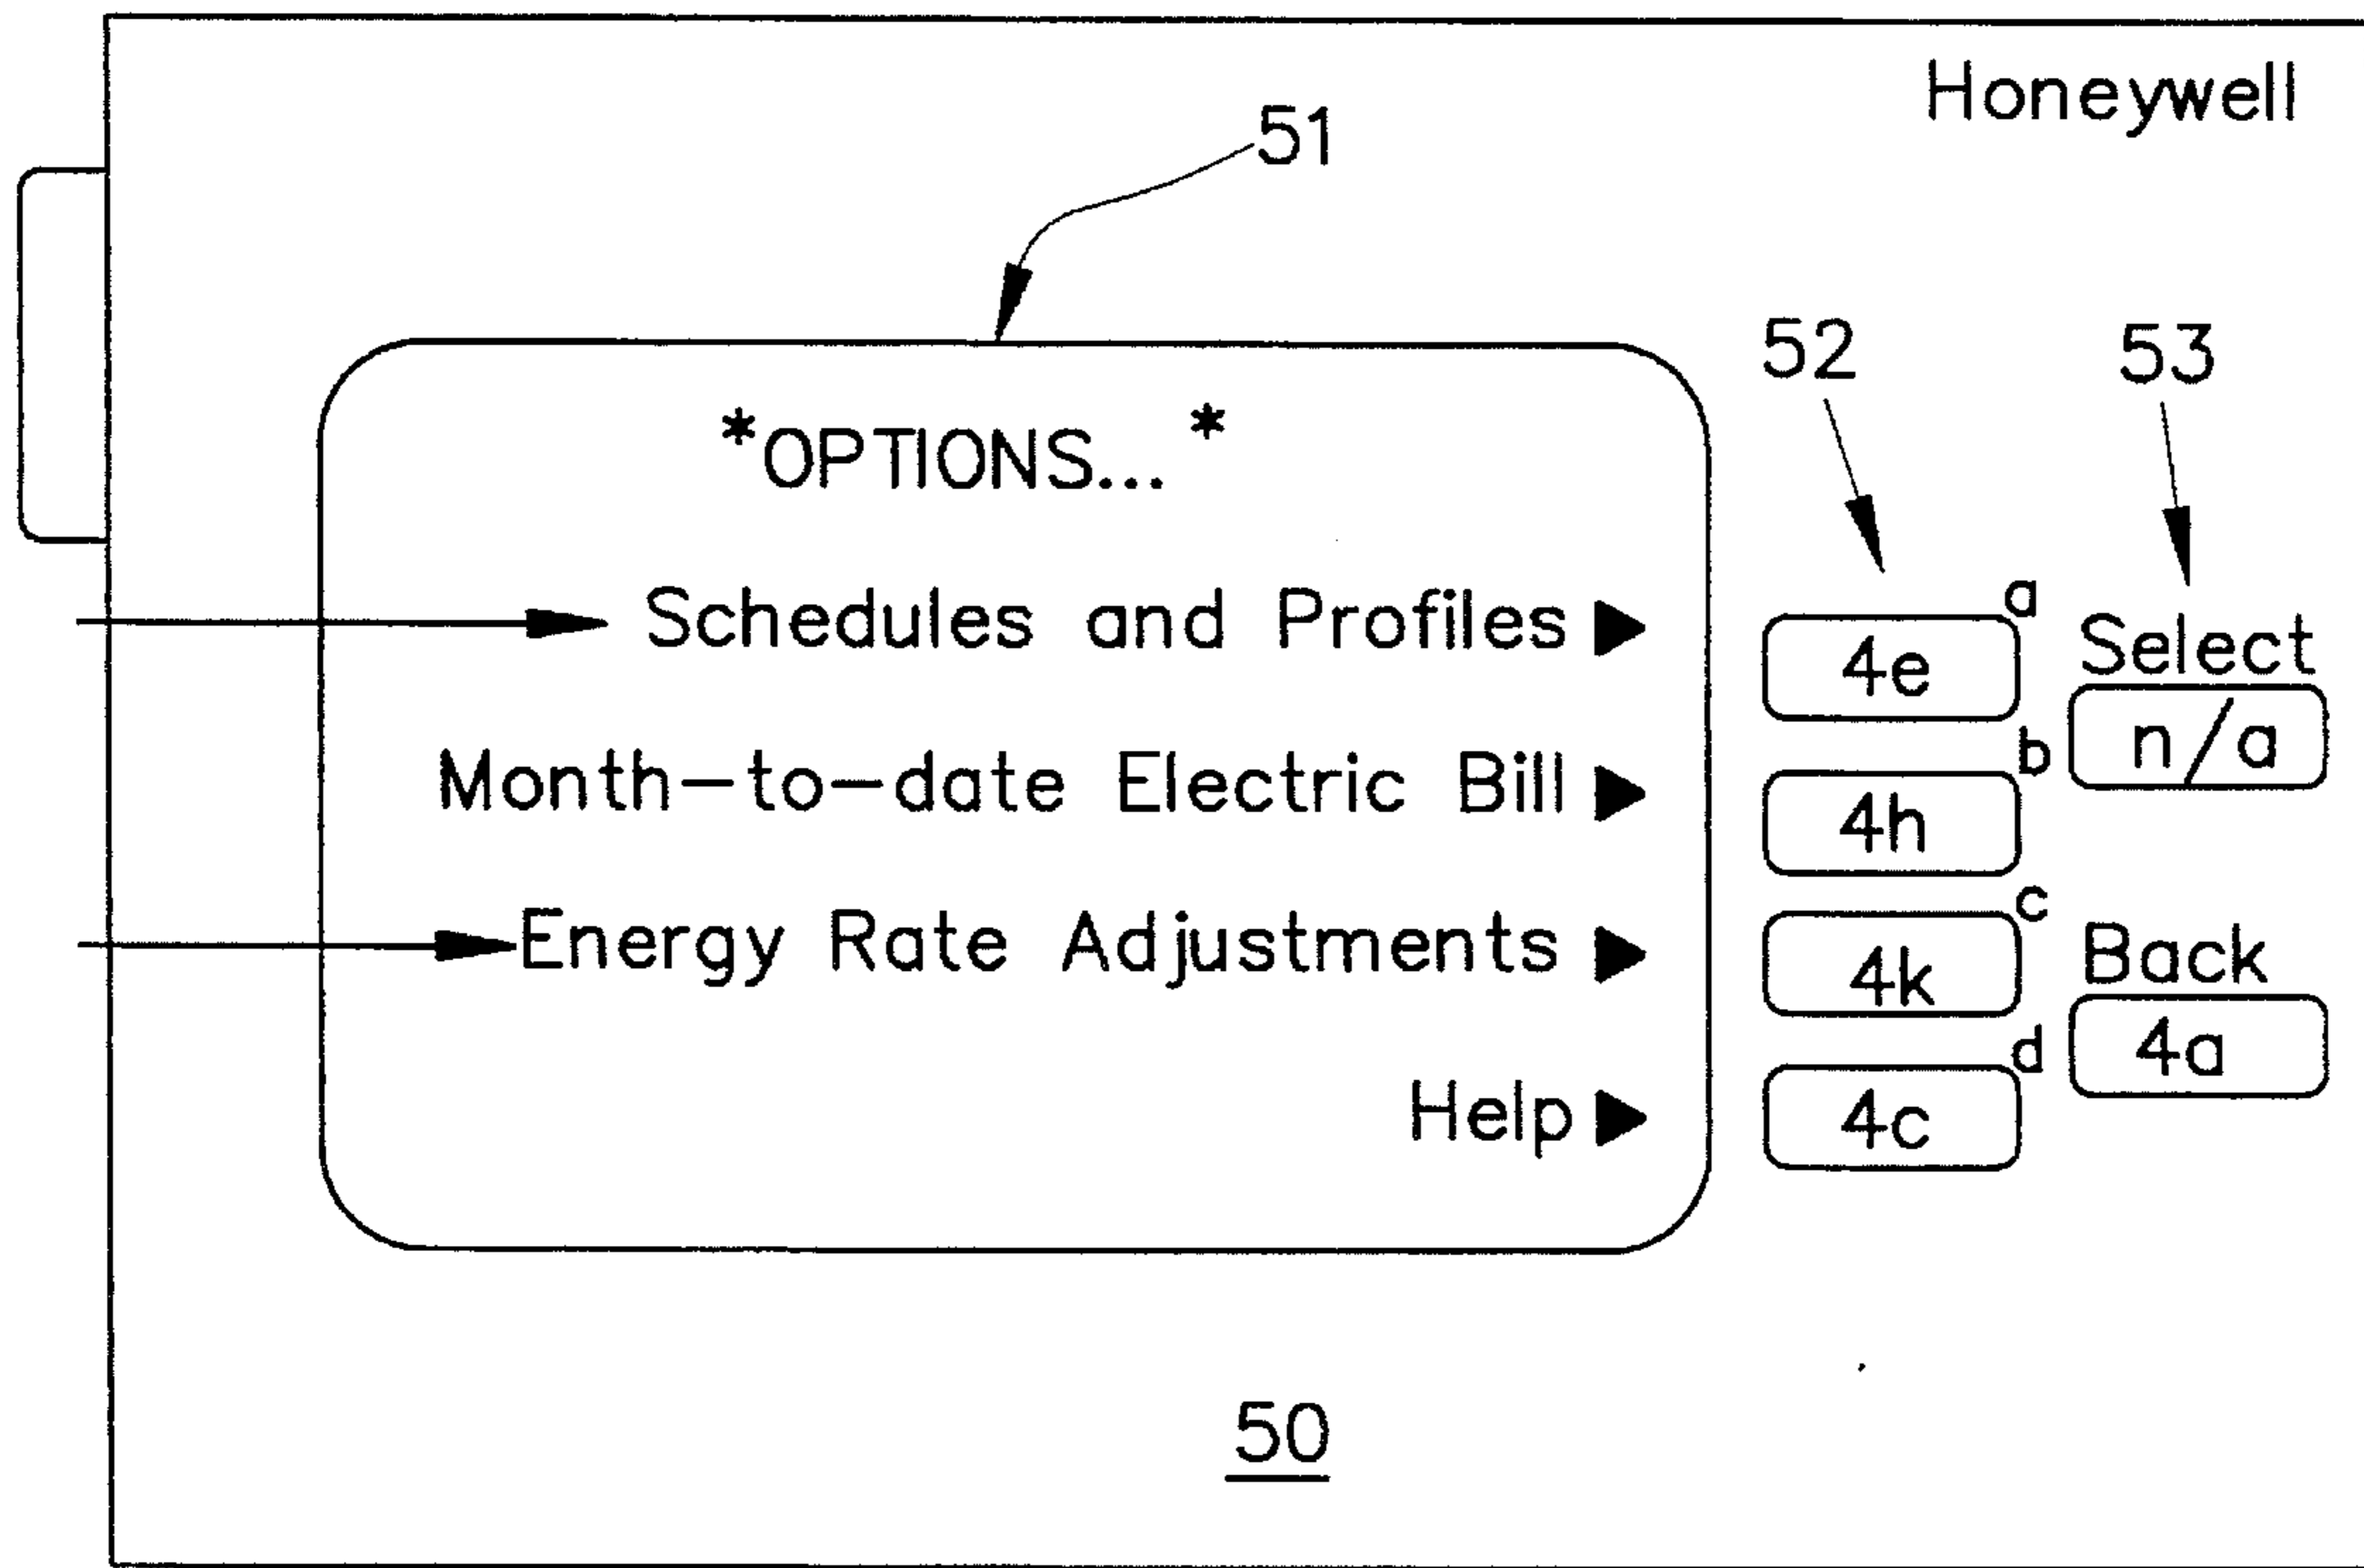 Honeywell
51
52
53
*OPTIONS... *
Schedules and Profiles ▶
Month-to-date Electric Bill ▶
Energy Rate Adjustments ▶
Help ▶
a
4e
b
4h
c
4k
d
4c
Select
n/a
Back
4a
50